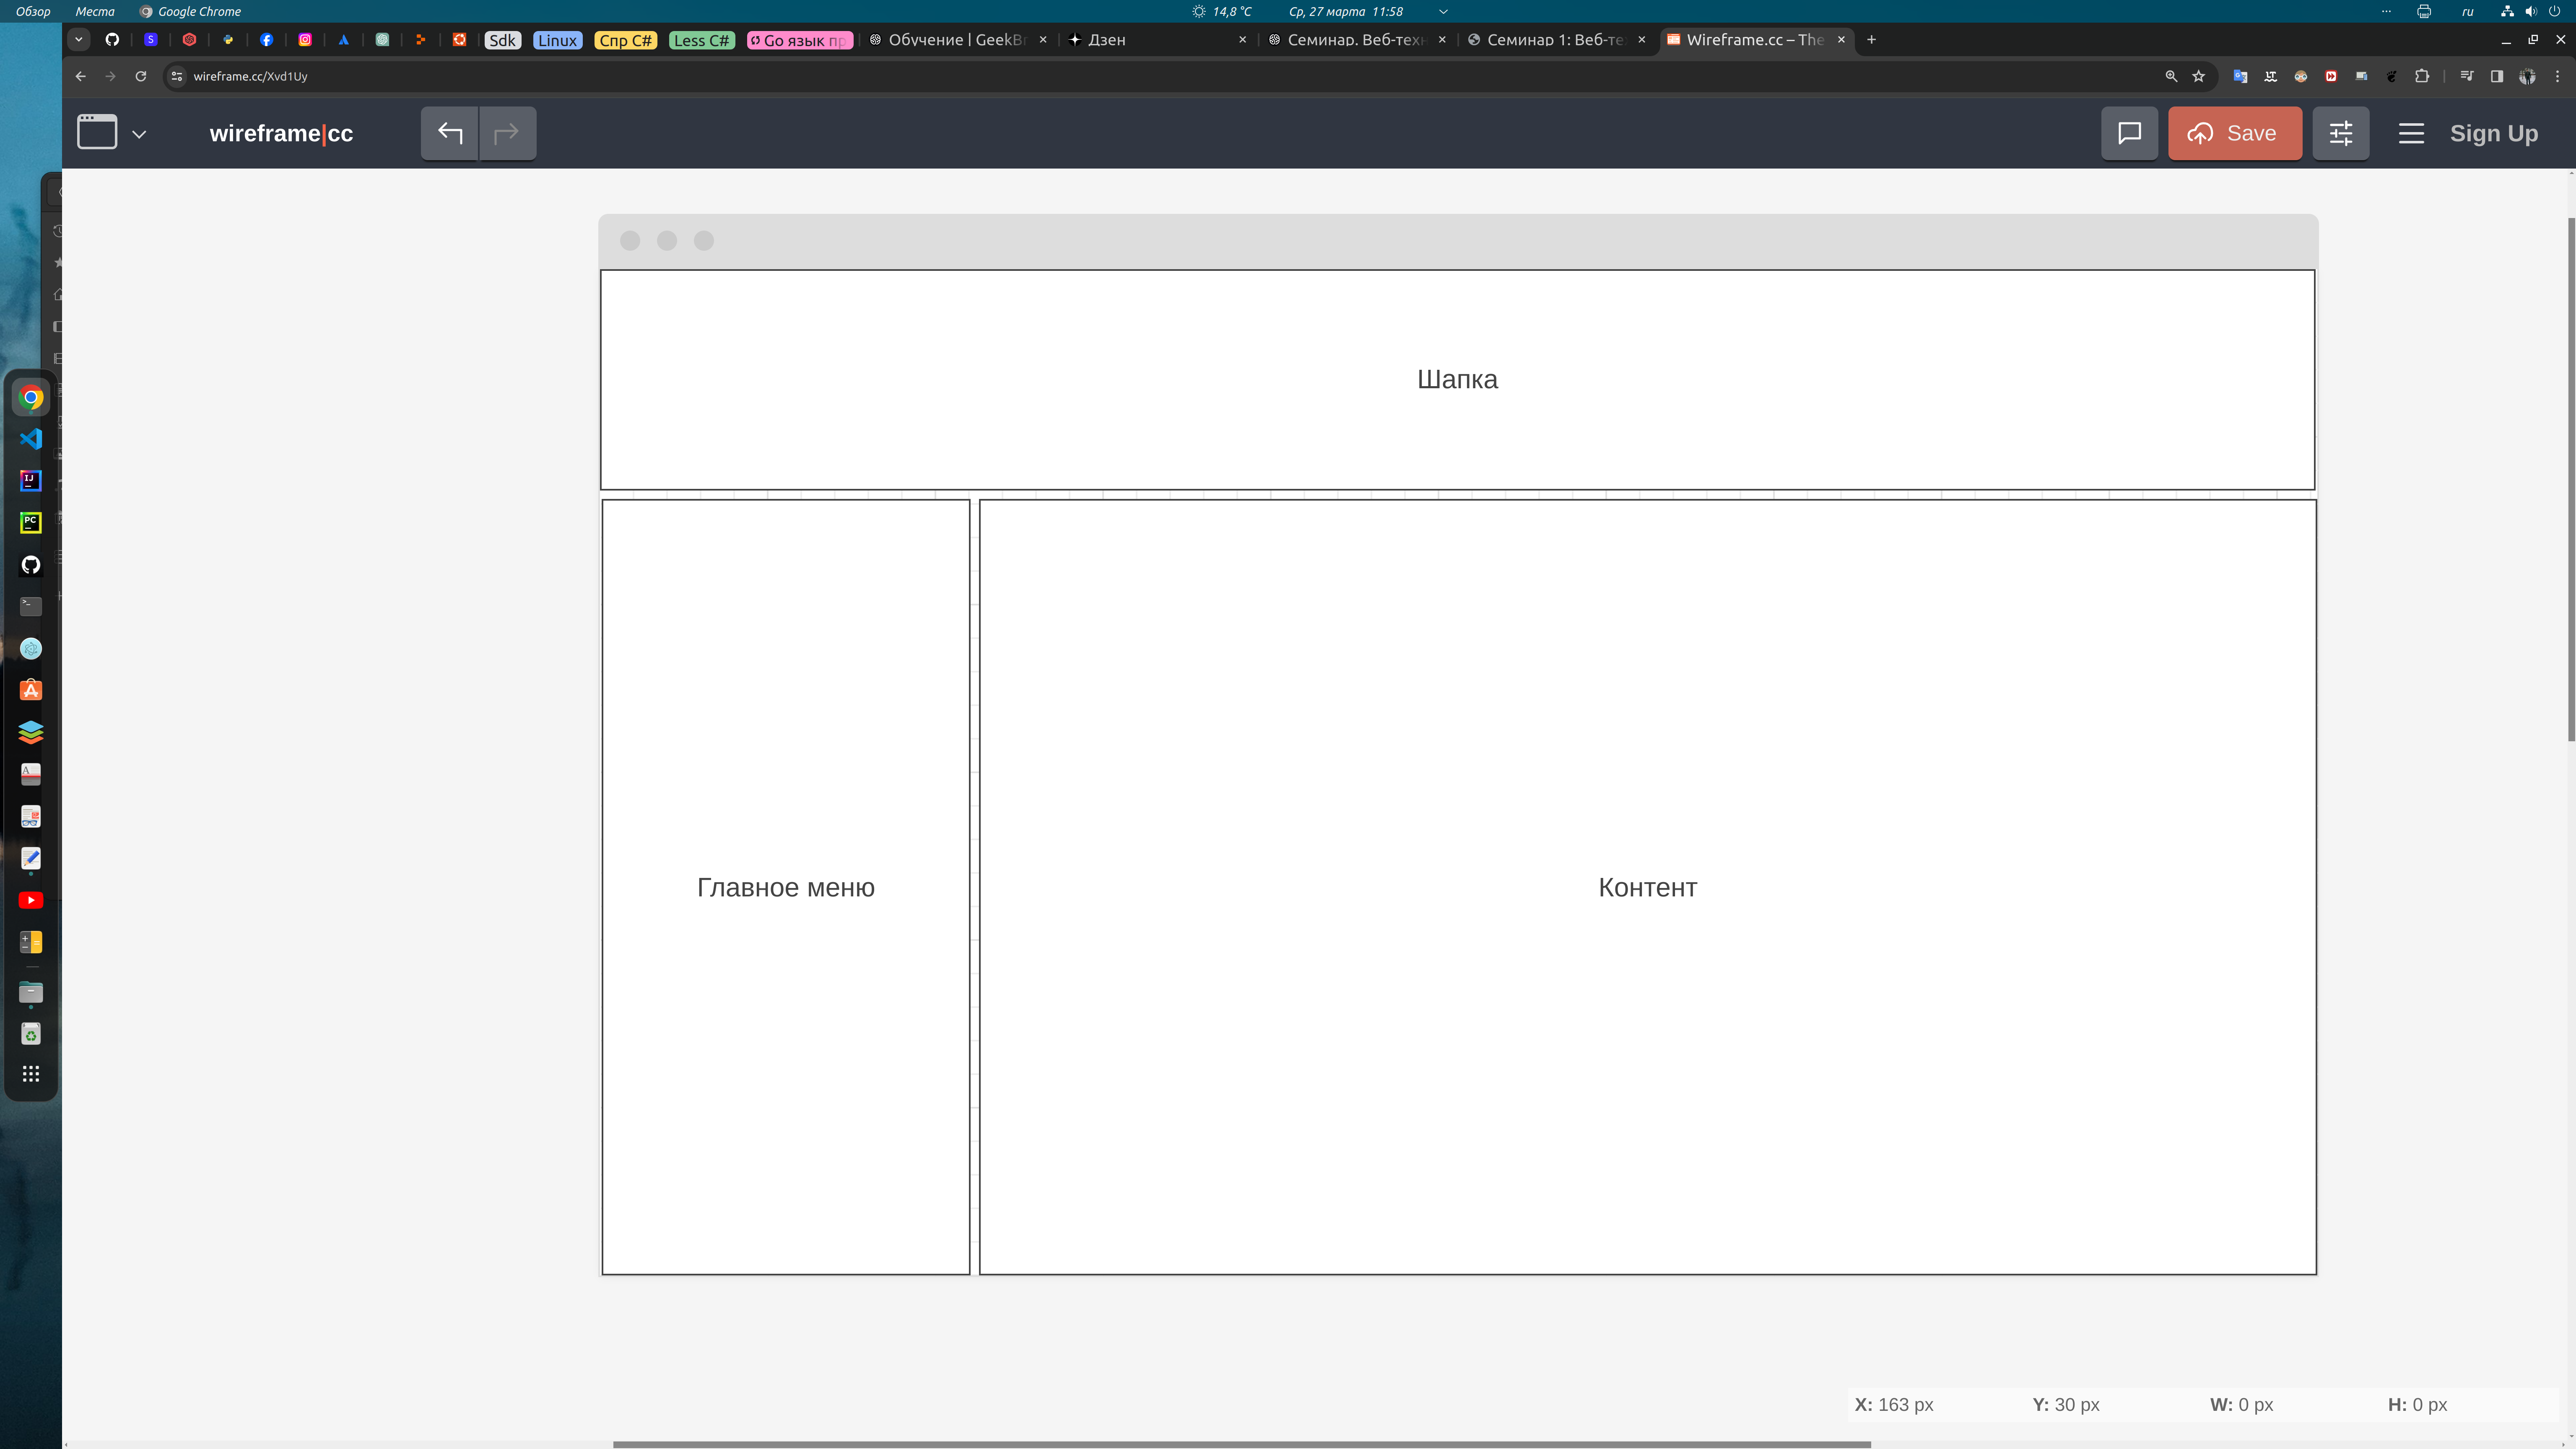 Обзор Места Google Chrome 14,8 °C Ср, 27 марта 11:58 ru
Sdk Linux Спр C# Less C# Go язык пр Обучение | GeekBr Дзен Семинар. Веб-техн Семинар 1: Веб-те Wireframe.cc – The
wireframe.cc/Xvd1Uy
wireframe|cc Save Sign Up
Шапка
Главное меню Контент
X: 163 px Y: 30 px W: 0 px H: 0 px